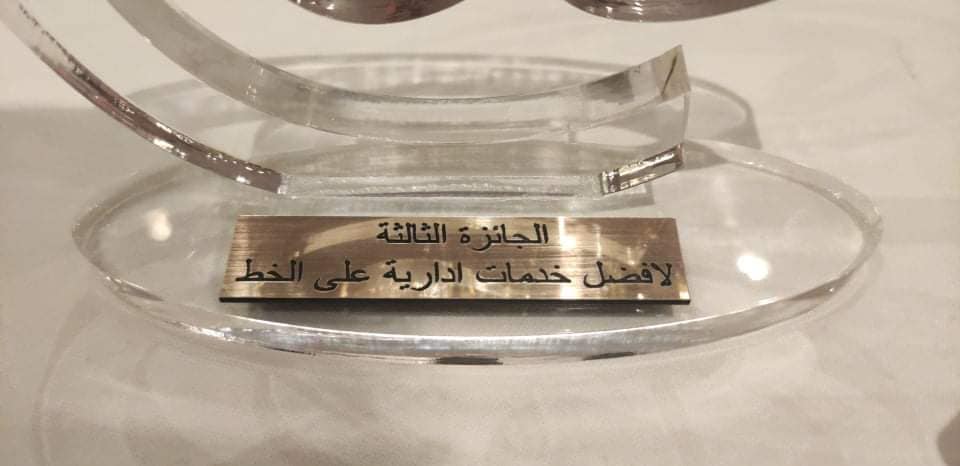 الجائزة الثالثة
لافضل خدمات ادارية على الخط